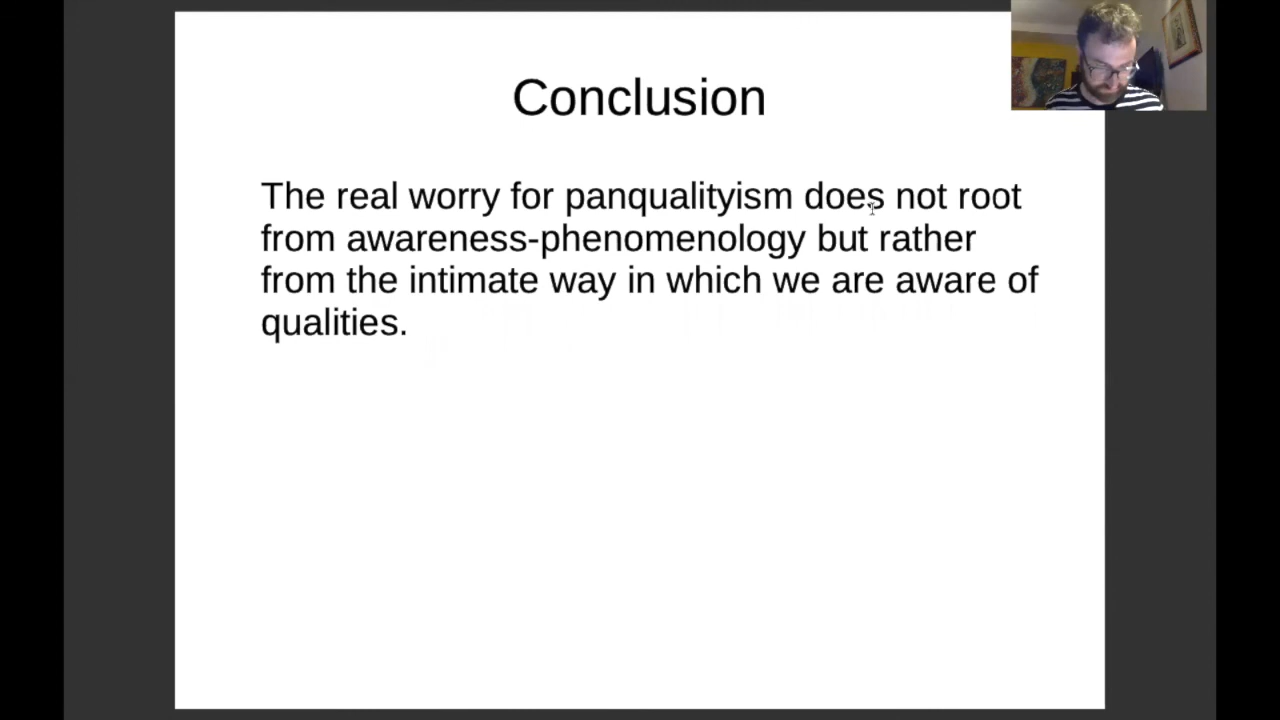 Conclusion
The real worry for panqualityism does not root
from awareness-phenomenology but rather
from the intimate way in which we are aware of
qualities.